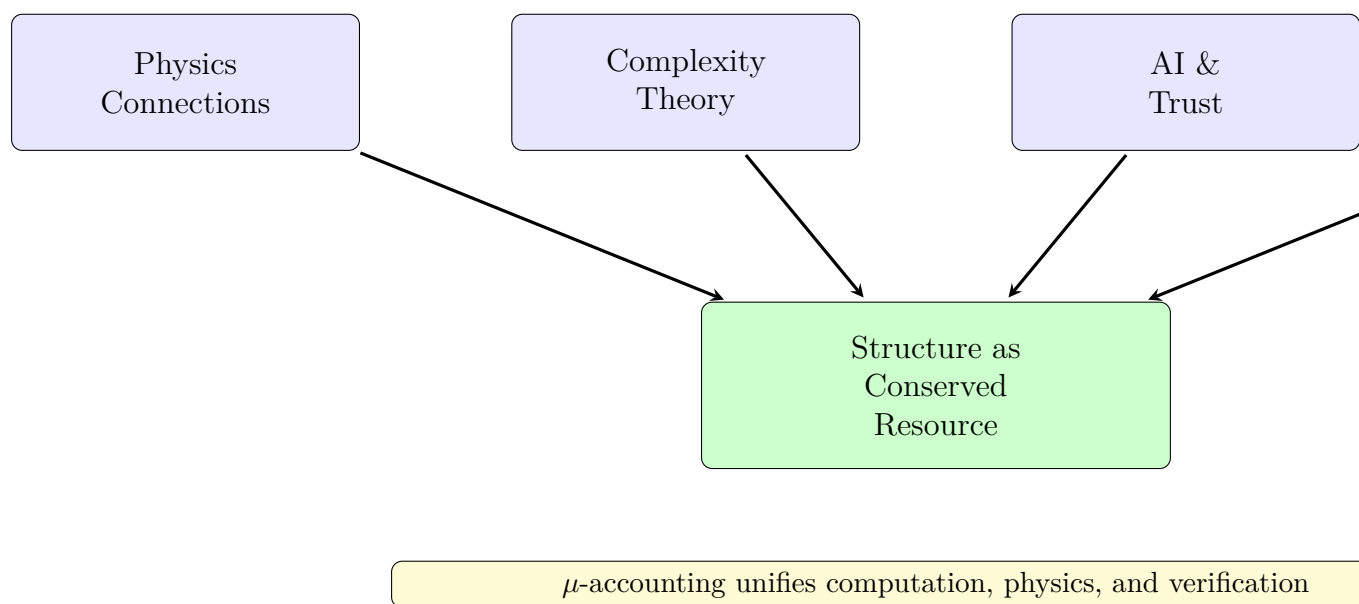 Physics
Connections
Complexity
Theory
AI &
Trust
Structure as
Conserved
Resource
μ-accounting unifies computation, physics, and verification